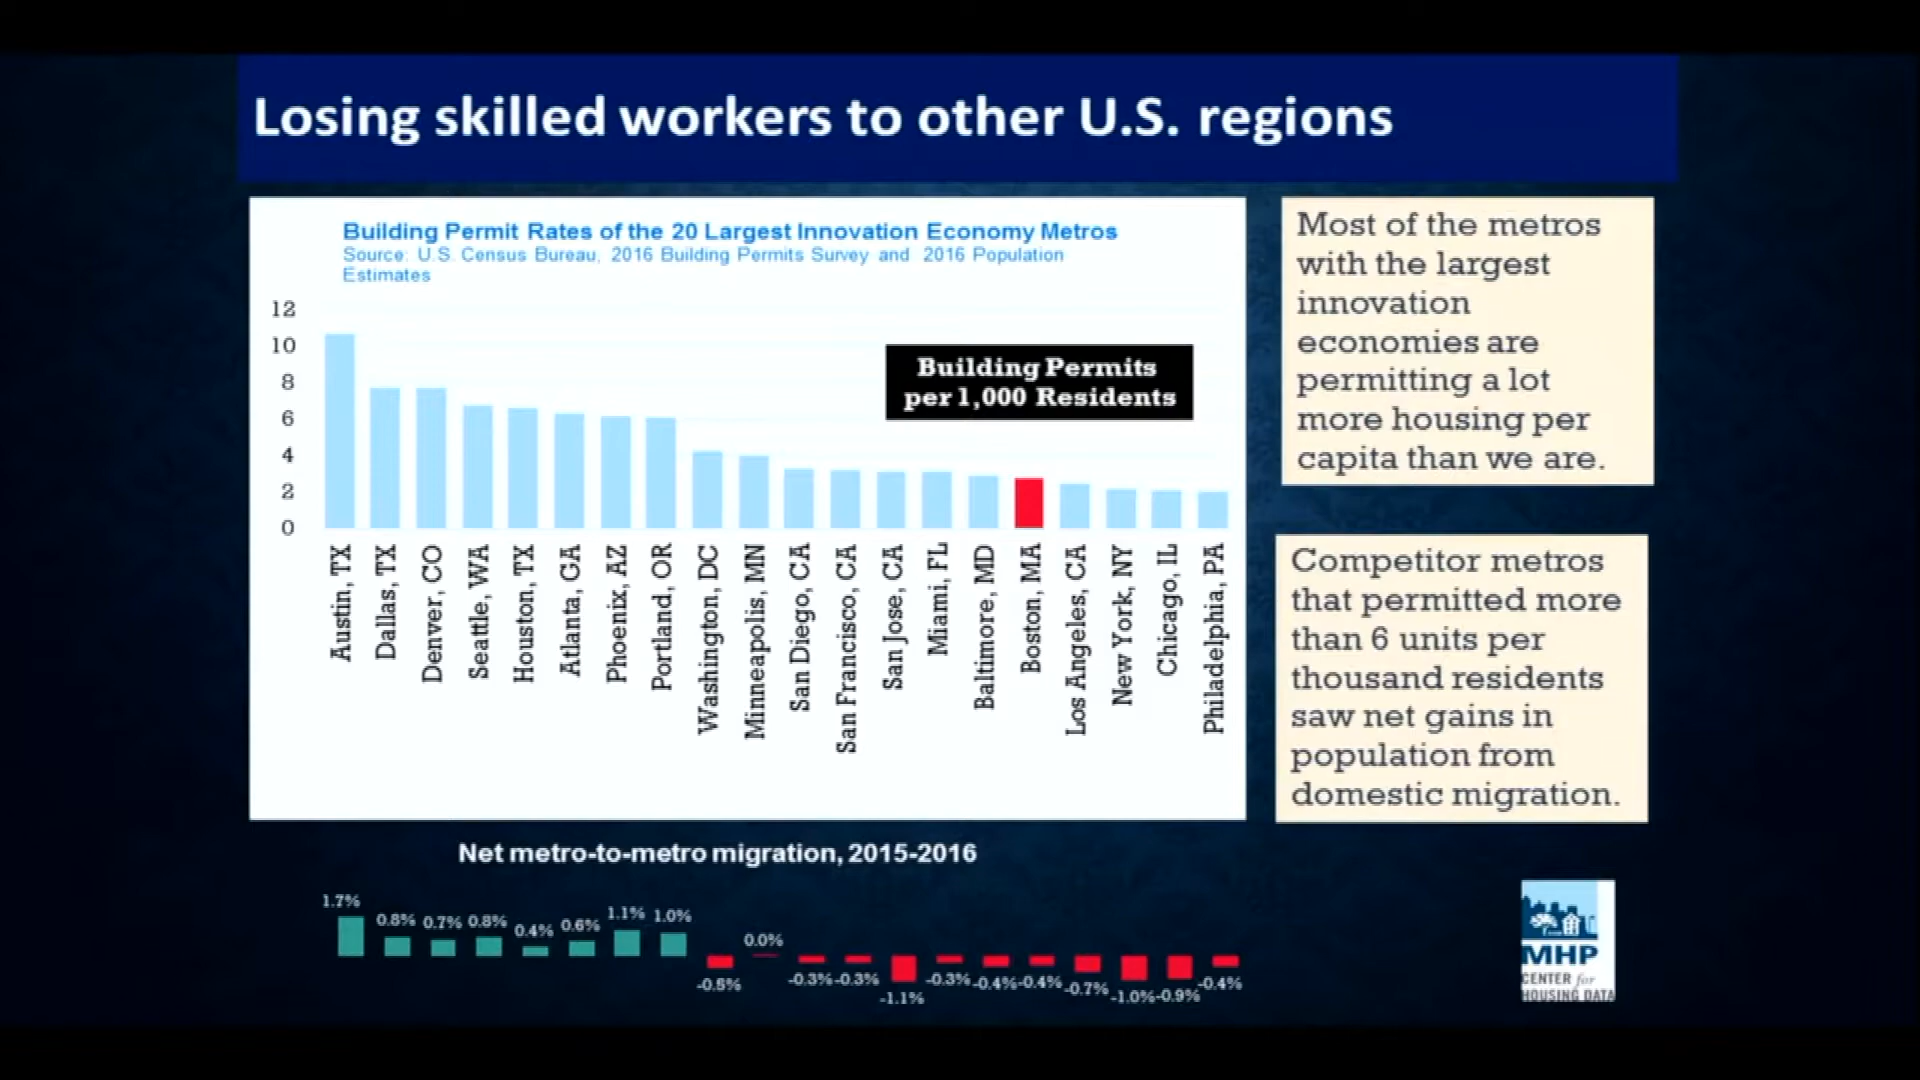 Losing skilled workers to other U.S. regions
Building Permit Rates of the 20 Largest Innovation Economy Metros
Source: U.S. Census Bureau, 2016 Building Permits Survey and 2016 Population
Estimates
12
10
8
6
4
2
0
Building Permits
per 1,000 Residents
Austin, TX
Dallas, TX
Denver, CO
Seattle, WA
Houston, TX
Atlanta, GA
Phoenix, AZ
Portland, OR
Washington, DC
Minneapolis, MN
San Diego, CA
San Francisco, CA
San Jose, CA
Miami, FL
Baltimore, MD
Boston, MA
Los Angeles, CA
New York, NY
Chicago, IL
Philadelphia, PA
Most of the metros
with the largest
innovation
economies are
permitting a lot
more housing per
capita than we are.
Competitor metros
that permitted more
than 6 units per
thousand residents
saw net gains in
population from
domestic migration.
Net metro-to-metro migration, 2015-2016
1.7%
0.8%
0.7%
0.8%
0.4%
0.6%
1.1%
1.0%
0.0%
-0.3%
-0.3%
-1.1%
-0.3%
-0.4%
-0.4%
-0.7%
-1.0%
-0.9%
-0.4%
MHP
CENTER for
HOUSING DATA